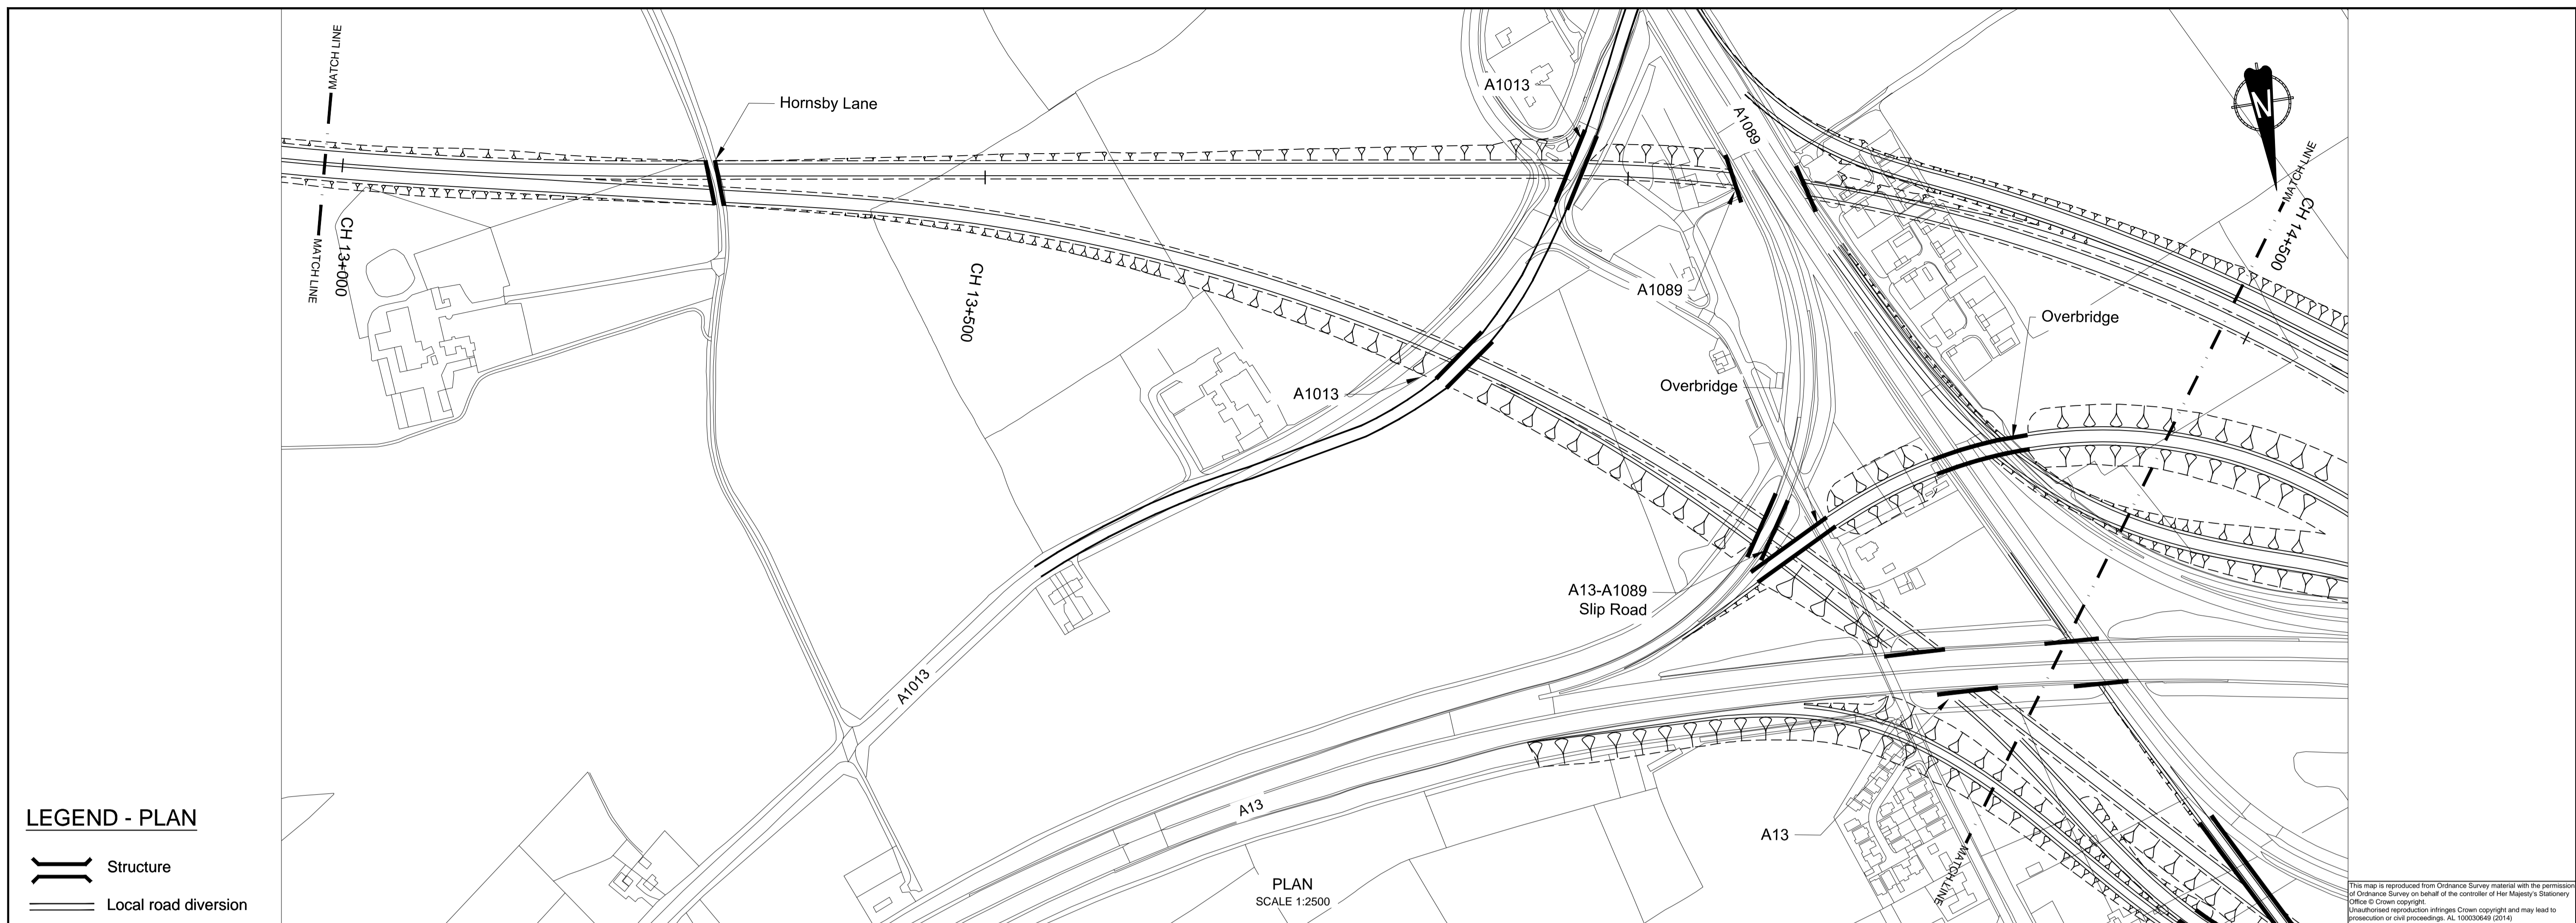 MATCH LINE
Hornsby Lane
A1013
A1089
N
MATCH LINE
CH 14+500
MATCH LINE
CH 13+000
CH 13+500
A1089
Overbridge
A1013
Overbridge
A13-A1089
Slip Road
A1013
A13
A13
MATCH LINE
LEGEND - PLAN
Structure
Local road diversion
PLAN
SCALE 1:2500
This map is reproduced from Ordnance Survey material with the permission
of Ordnance Survey on behalf of the controller of Her Majesty's Stationery
Office © Crown copyright.
Unauthorised reproduction infringes Crown copyright and may lead to
prosecution or civil proceedings. AL 100030649 (2014)